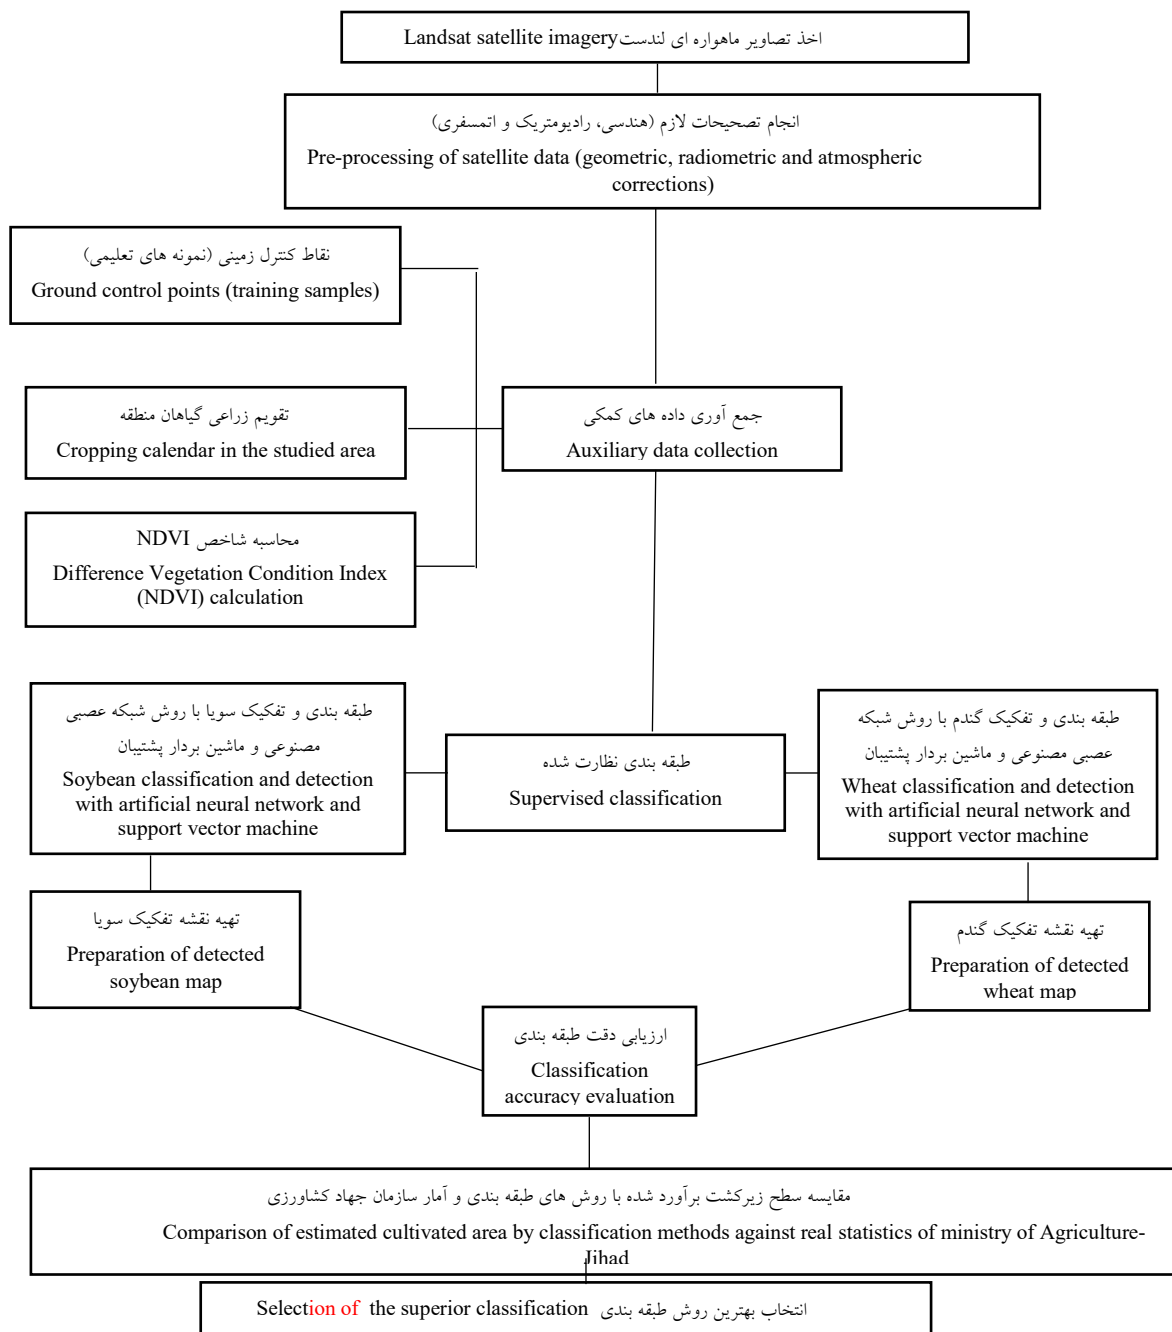 اخذ تصاویر ماهواره ای لندست Landsat satellite imagery
انجام تصحیحات لازم (هندسی، رادیومتریک و اتمسفری)
Pre-processing of satellite data (geometric, radiometric and atmospheric
corrections)
نقاط کنترل زمینی (نمونه های تعلیمی)
Ground control points (training samples)
تقویم زراعی گیاهان منطقه
Cropping calendar in the studied area
جمع آوری داده های کمکی
Auxiliary data collection
محاسبه شاخص NDVI
Difference Vegetation Condition Index
(NDVI) calculation
طبقه بندی و تفکیک سویا با روش شبکه عصبی
مصنوعی و ماشین بردار پشتیبان
Soybean classification and detection
with artificial neural network and
support vector machine
طبقه بندی نظارت شده
Supervised classification
طبقه بندی و تفکیک گندم با روش شبکه
عصبی مصنوعی و ماشین بردار پشتیبان
Wheat classification and detection
with artificial neural network and
support vector machine
تهیه نقشه تفکیک سویا
Preparation of detected
soybean map
تهیه نقشه تفکیک گندم
Preparation of detected
wheat map
ارزیابی دقت طبقه بندی
Classification
accuracy evaluation
مقایسه سطح زیرکشت برآورد شده با روش های طبقه بندی و آمار سازمان جهاد کشاورزی
Comparison of estimated cultivated area by classification methods against real statistics of ministry of Agriculture-
Jihad
انتخاب بهترین روش طبقه بندی Selection of the superior classification